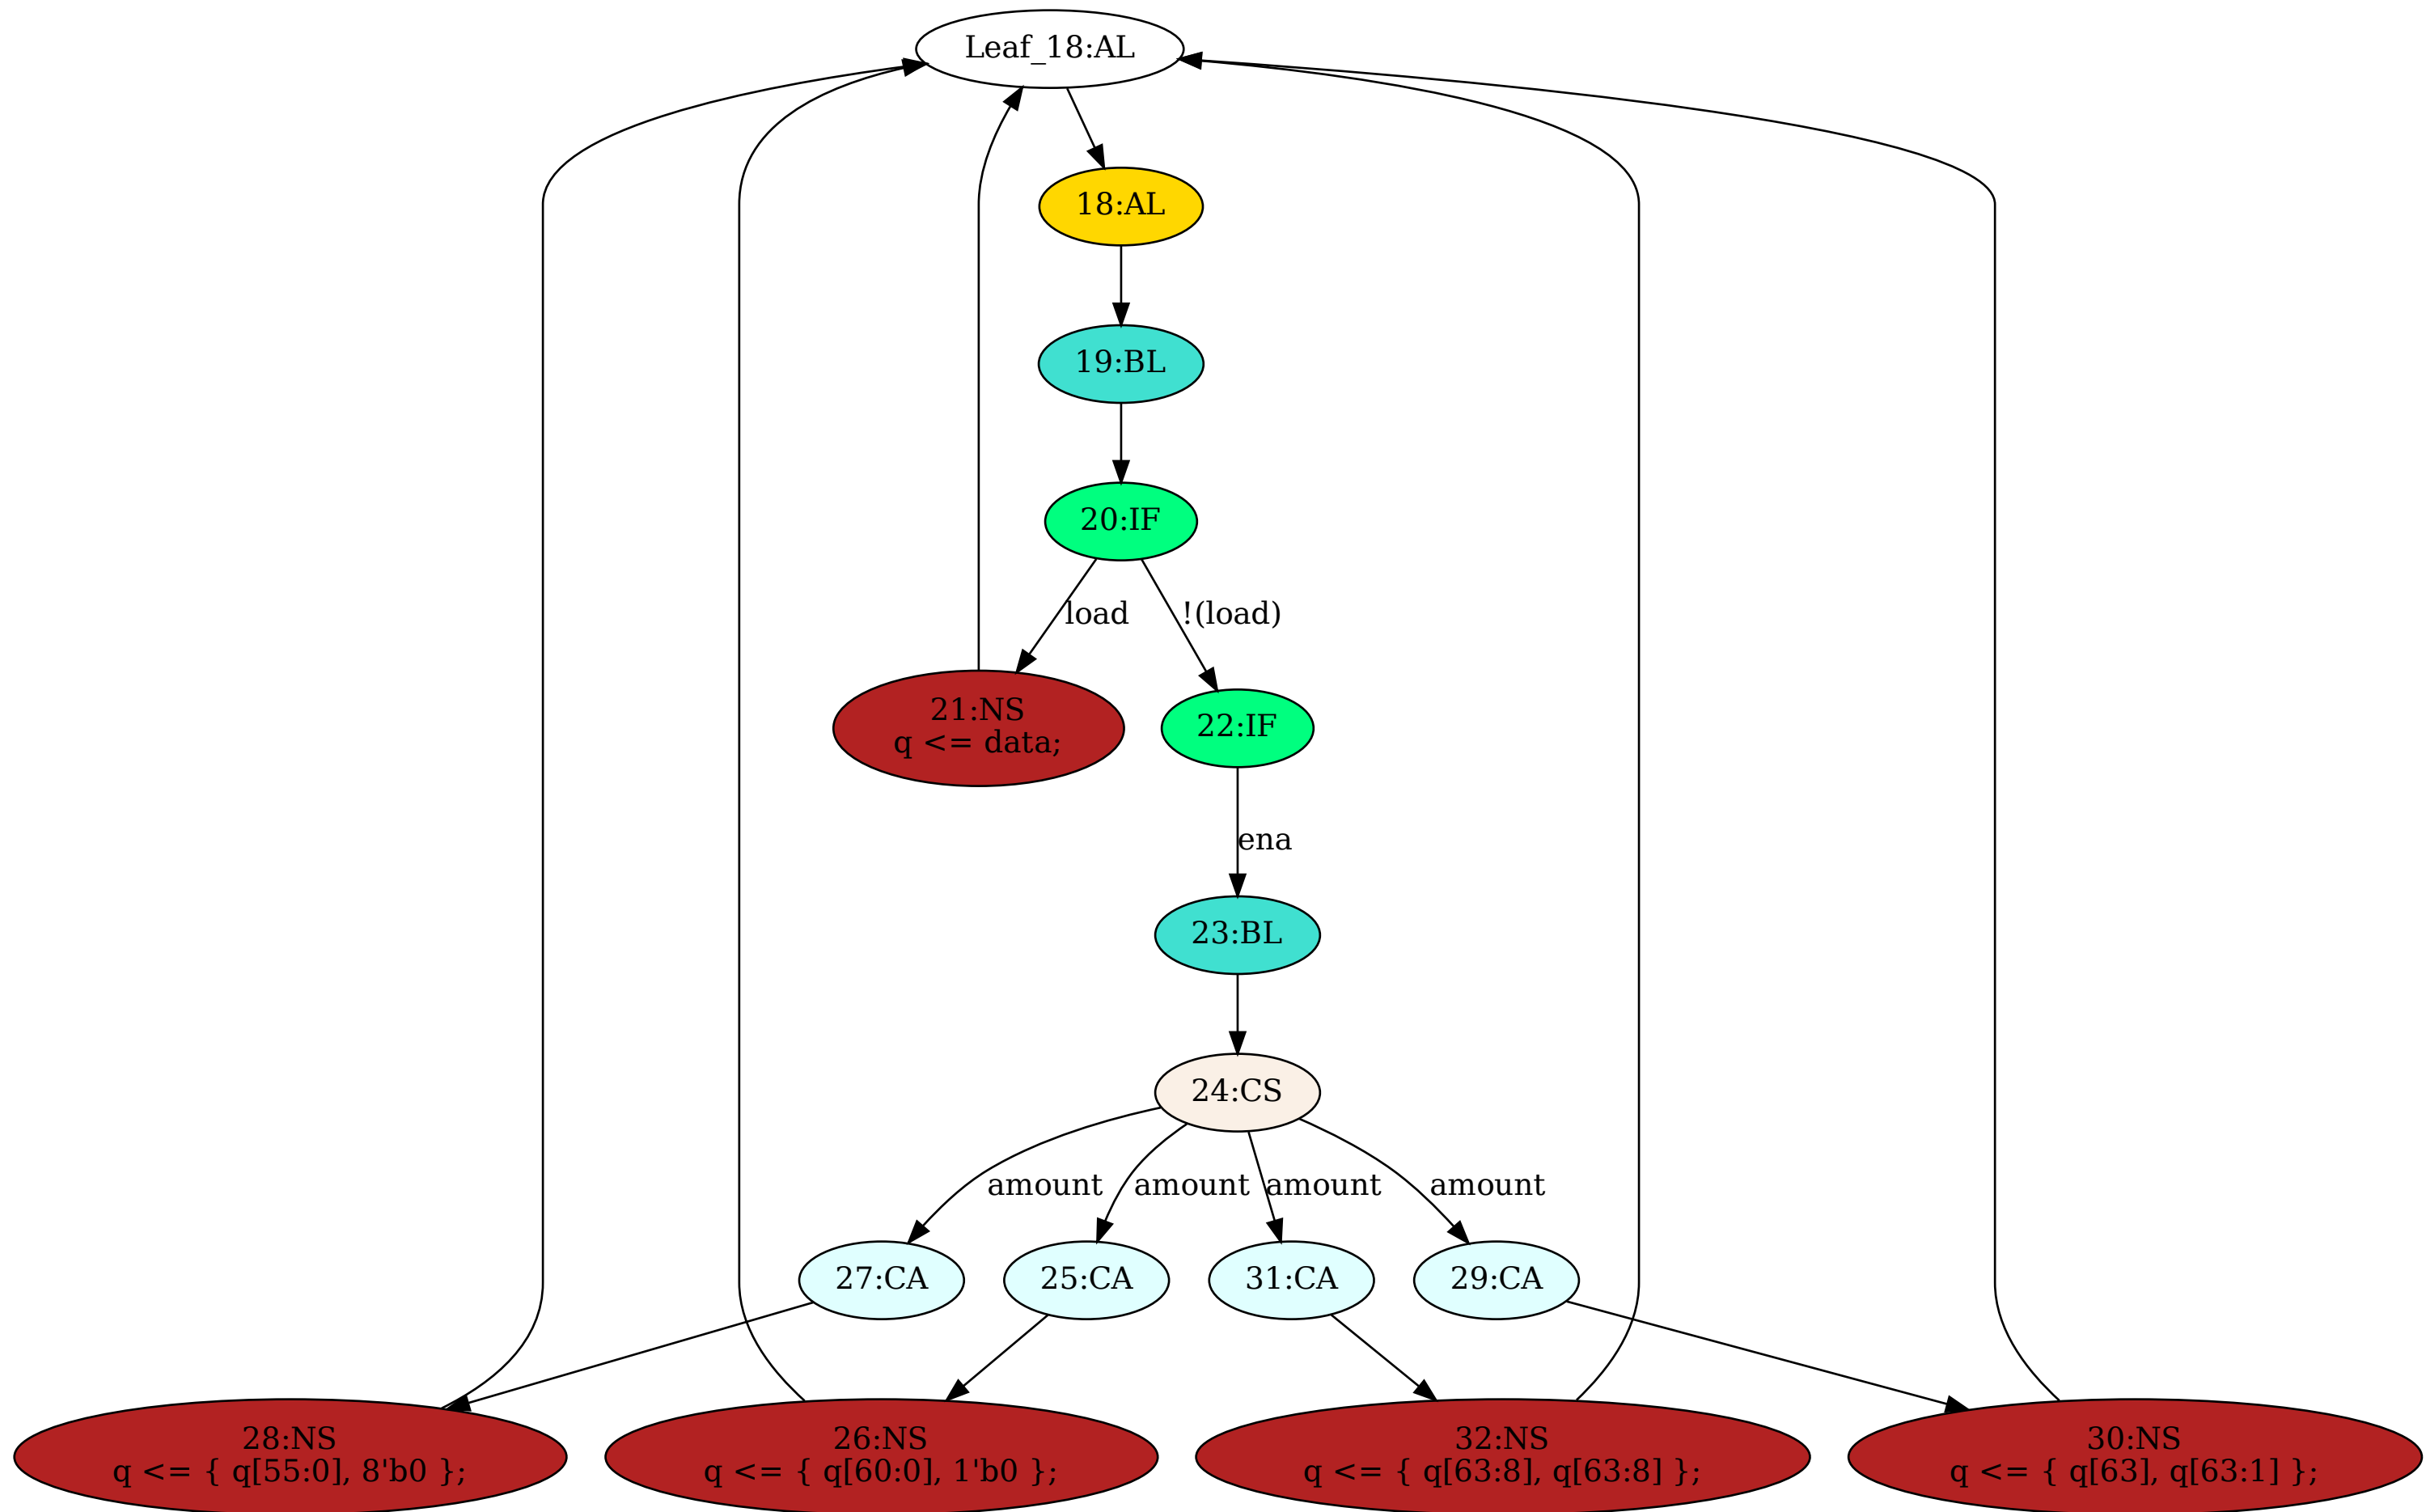 Leaf_18:AL
18:AL
19:BL
20:IF
load
!(load)
21:NS
q <= data;
22:IF
ena
23:BL
24:CS
amount
amount
amount
amount
27:CA
25:CA
31:CA
29:CA
28:NS
q <= { q[55:0], 8'b0 };
26:NS
q <= { q[60:0], 1'b0 };
32:NS
q <= { q[63:8], q[63:8] };
30:NS
q <= { q[63], q[63:1] };